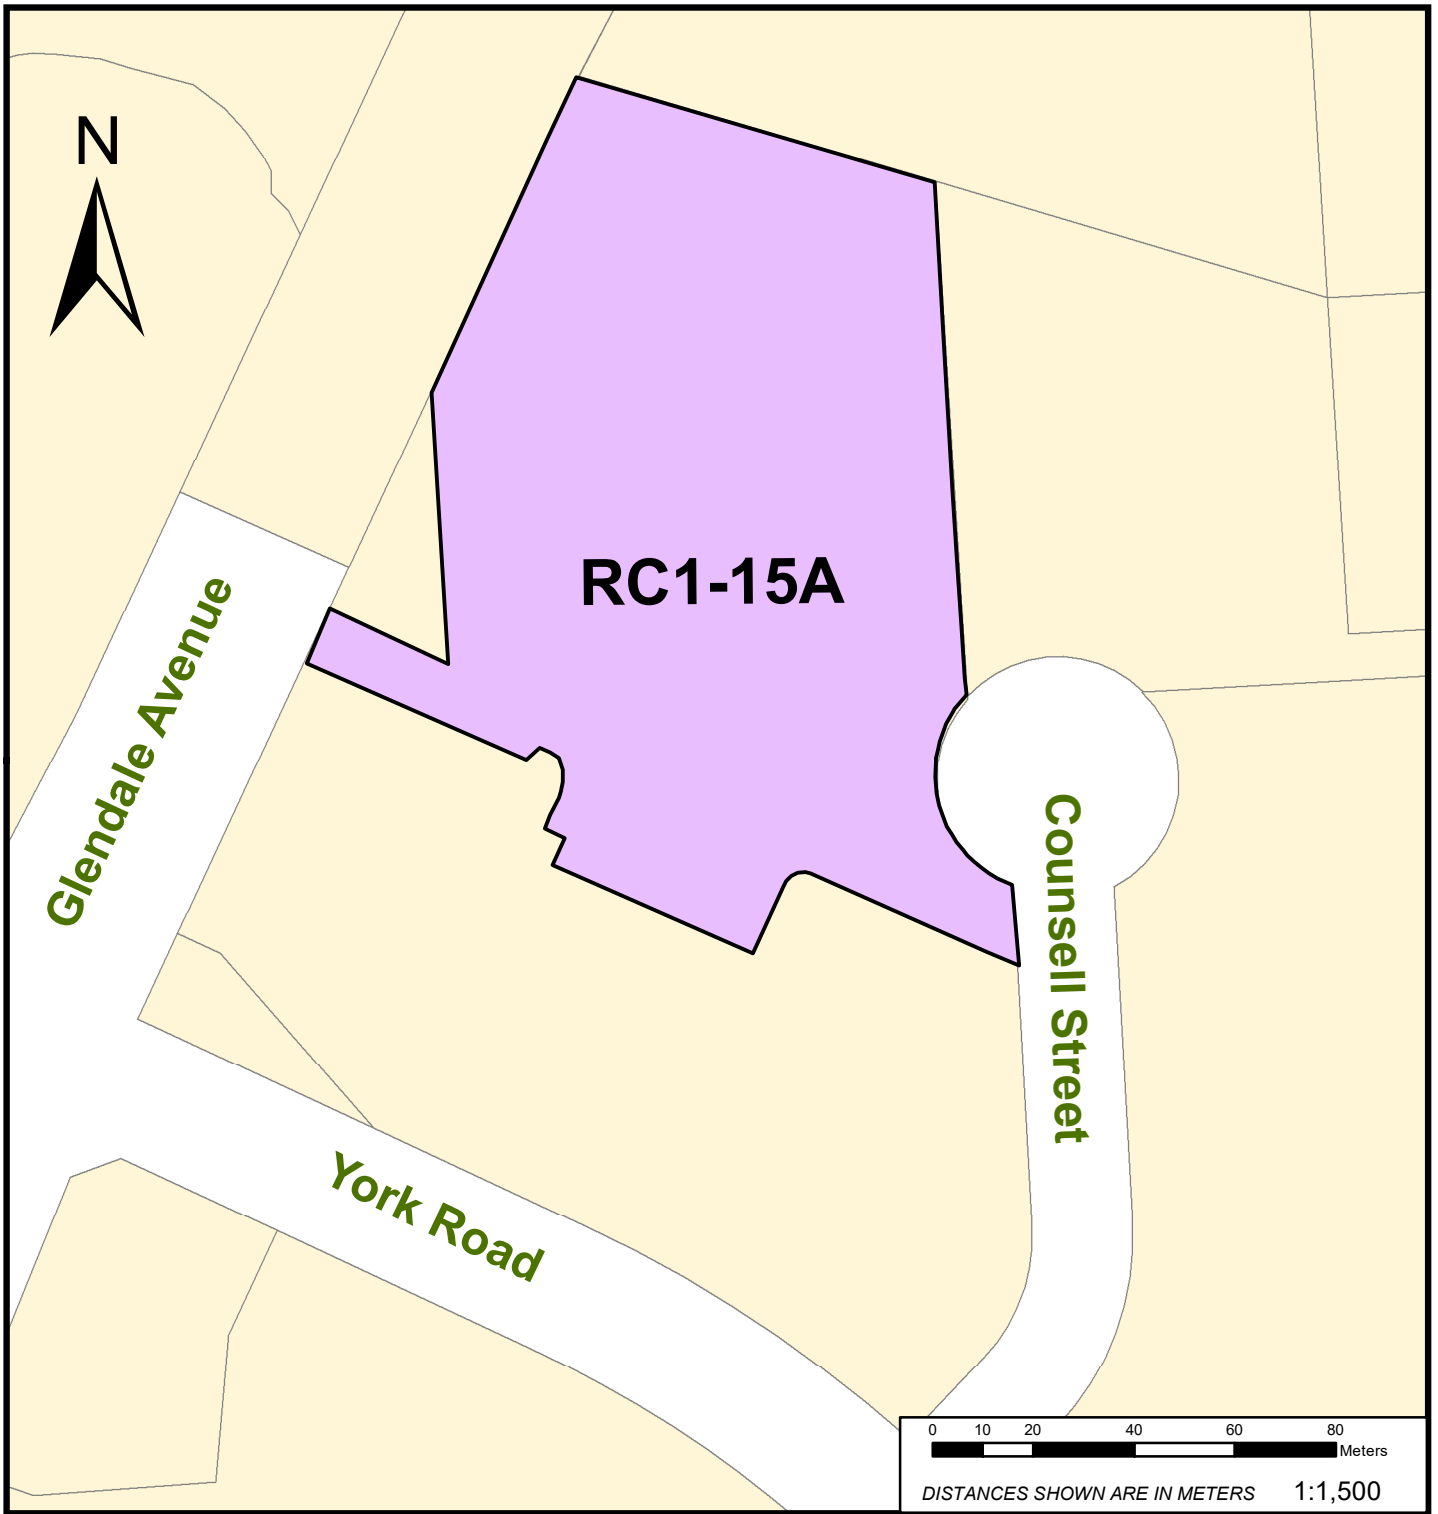 N
RC1-15A
Glendale Avenue
Counsell Street
York Road
0 10 20 40 60 80
Meters
DISTANCES SHOWN ARE IN METERS 1:1,500